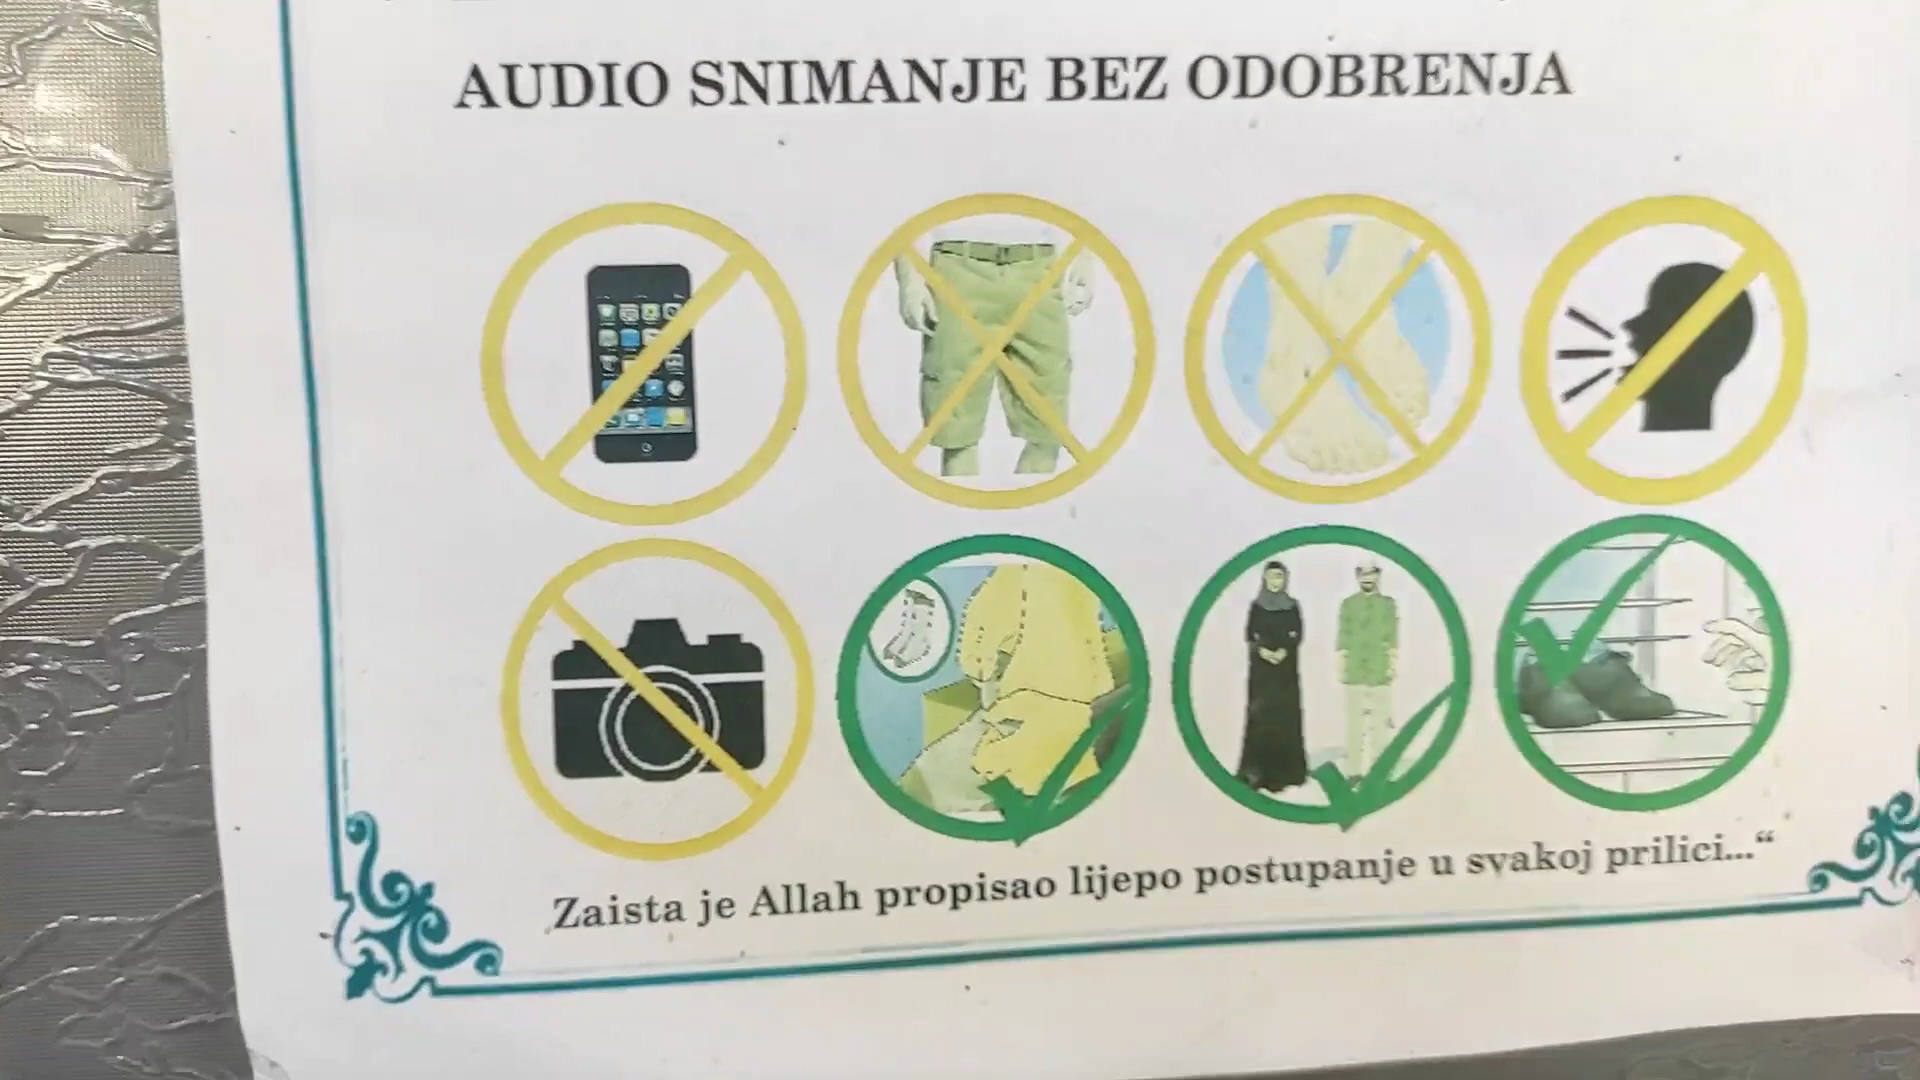 AUDIO SNIMANJE BEZ ODOBRENJA
Zaista je Allah propisao lijepo postupanje u svakoj prilici...“